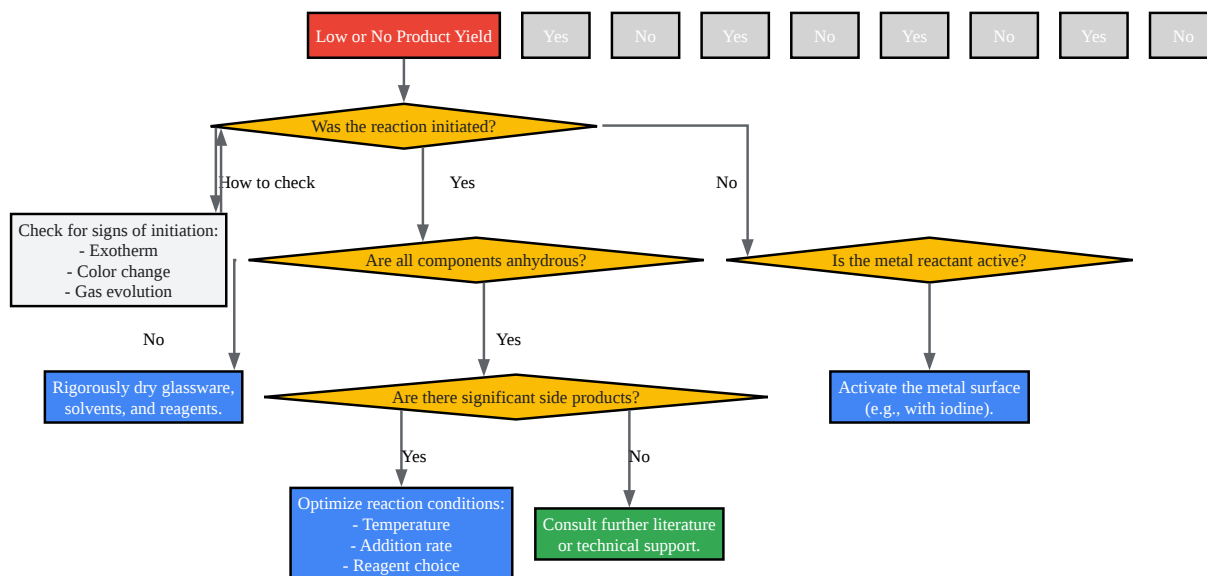 Low or No Product Yield
Yes
No
Yes
No
Yes
No
Yes
No
Was the reaction initiated?
How to check
Yes
No
Check for signs of initiation:
- Exotherm
- Color change
- Gas evolution
Are all components anhydrous?
Is the metal reactant active?
No
Yes
Rigorously dry glassware,
solvents, and reagents.
Are there significant side products?
Activate the metal surface
(e.g., with iodine).
Yes
No
Optimize reaction conditions:
- Temperature
- Addition rate
- Reagent choice
Consult further literature
or technical support.